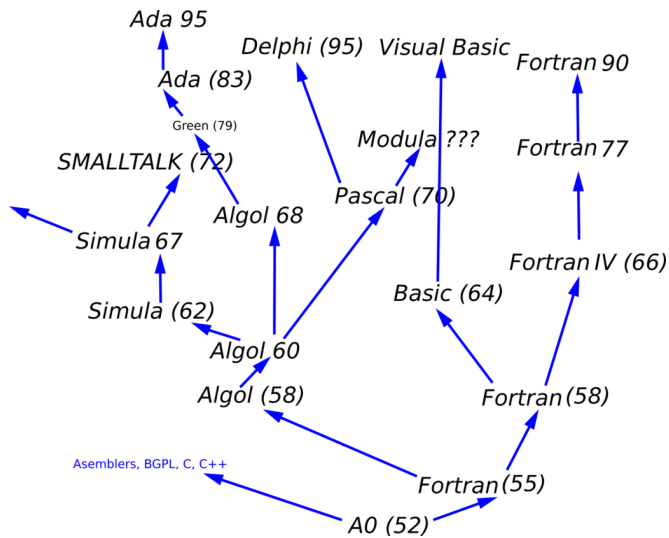 Ada 95
Delphi (95)
Visual Basic
Fortran 90
Ada (83)
Green (79)
Modula ???
Fortran 77
SMALLTALK (72)
Pascal (70)
Algol 68
Simula 67
Fortran IV (66)
Basic (64)
Simula (62)
Algol 60
Algol (58)
Fortran (58)
Asemblers, BGPL, C, C++
Fortran (55)
A0 (52)